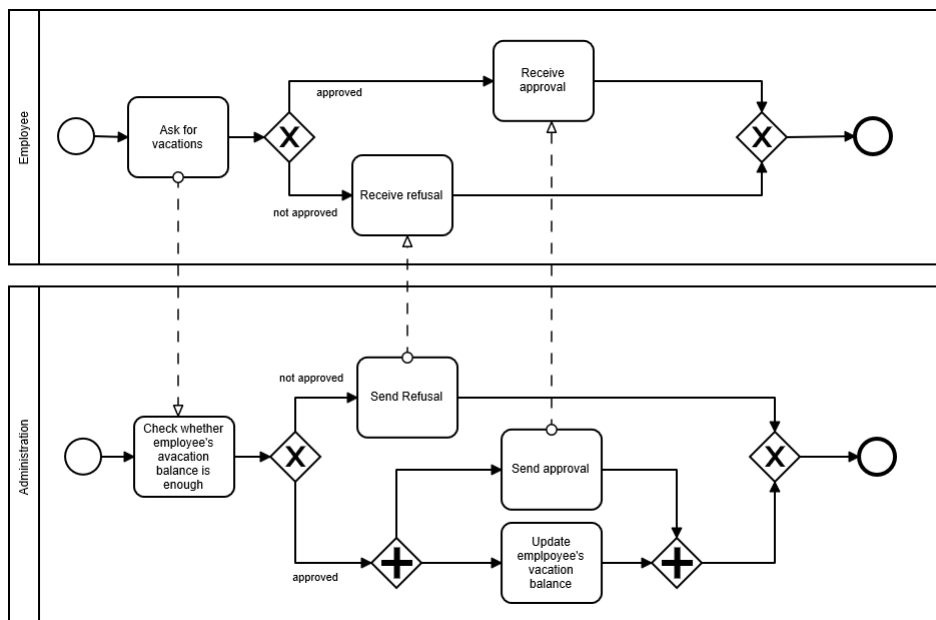 Employee
Ask for
vacations
approved
not approved
Receive
approval
Receive refusal
Administration
Check whether
employee's
avacation
balance is
enough
not approved
approved
Send Refusal
Send approval
Update
emplpoyee's
vacation
balance